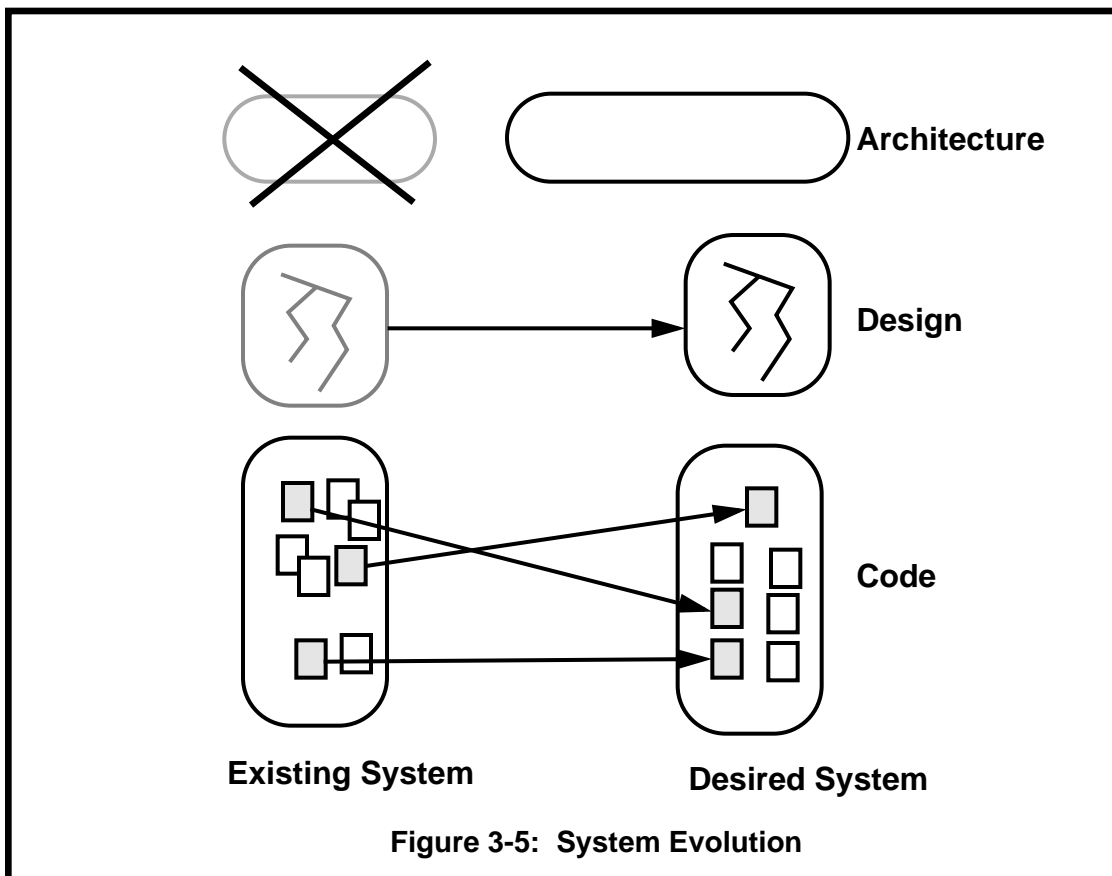 Architecture
Design
Code
Existing System
Desired System
Figure 3-5: System Evolution